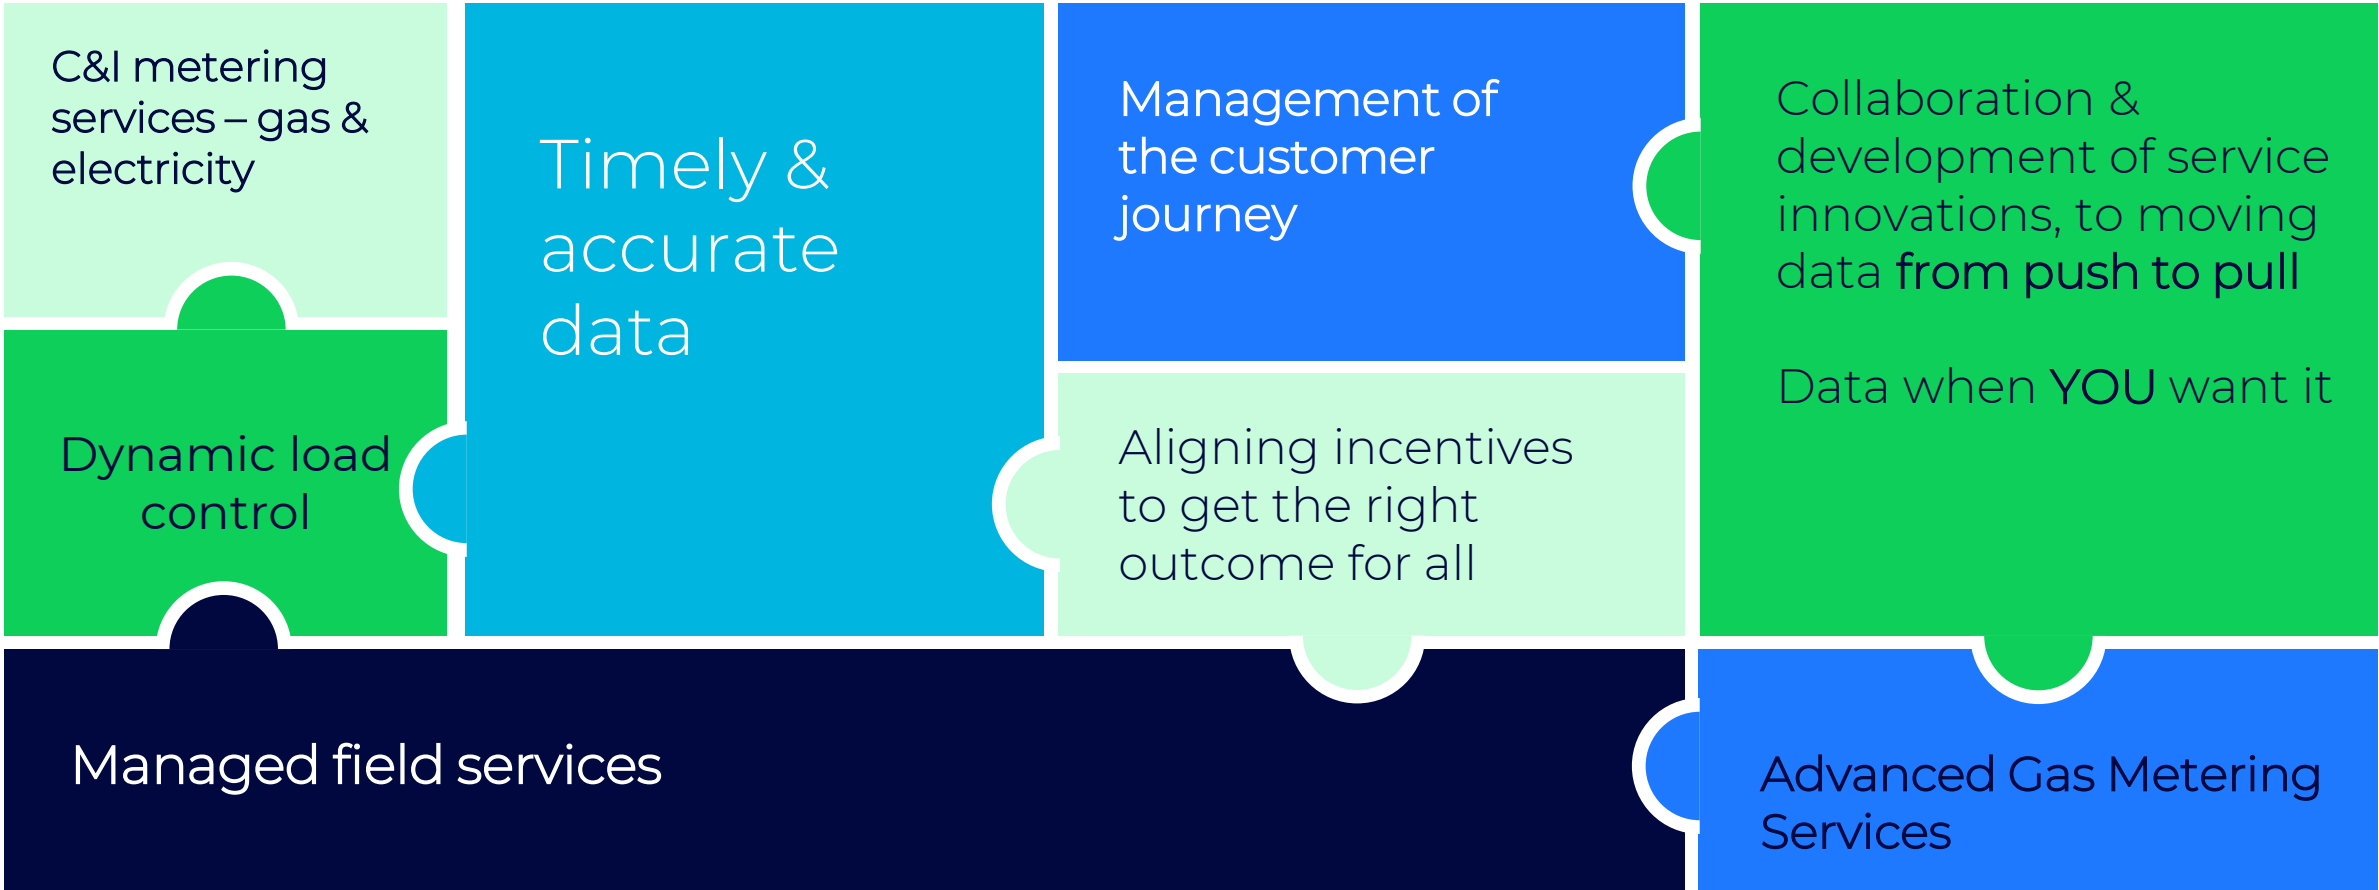 C&I metering
services – gas &
electricity
Dynamic load
control
Timely &
accurate
data
Management of
the customer
journey
Aligning incentives
to get the right
outcome for all
Collaboration &
development of service
innovations, to moving
data from push to pull
Data when YOU want it
Managed field services
Advanced Gas Metering
Services